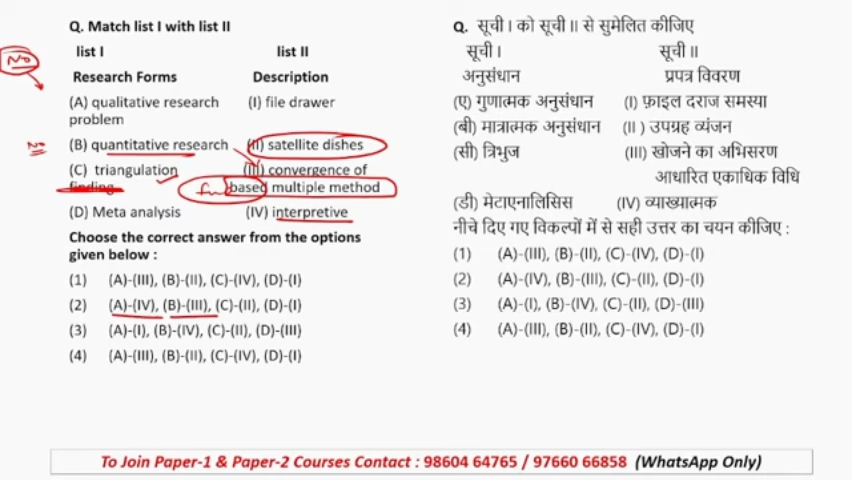 Q. Match list I with list II
list I list II
Research Forms Description
(A) qualitative research (I) file drawer
problem
(B) quantitative research (II) satellite dishes
(C) triangulation (III) convergence of
finding based multiple method
(D) Meta analysis (IV) interpretive
Choose the correct answer from the options
given below :
(1) (A)-(III), (B)-(II), (C)-(IV), (D)-(I)
(2) (A)-(IV), (B)-(III), (C)-(II), (D)-(I)
(3) (A)-(I), (B)-(IV), (C)-(II), (D)-(III)
(4) (A)-(III), (B)-(II), (C)-(IV), (D)-(I)
No
No
Q. सूची I को सूची II से सुमेलित कीजिए
सूची I सूची II
अनुसंधान प्रपत्र विवरण
(ए) गुणात्मक अनुसंधान (I) फ़ाइल दराज समस्या
(बी) मात्रात्मक अनुसंधान (II ) उपग्रह व्यंजन
(सी) त्रिभुज (III) खोजने का अभिसरण
आधारित एकाधिक विधि
(डी) मेटाएनालिसिस (IV) व्याख्यात्मक
नीचे दिए गए विकल्पों में से सही उत्तर का चयन कीजिए :
(1) (A)-(III), (B)-(II), (C)-(IV), (D)-(I)
(2) (A)-(IV), (B)-(III), (C)-(II), (D)-(I)
(3) (A)-(I), (B)-(IV), (C)-(II), (D)-(III)
(4) (A)-(III), (B)-(II), (C)-(IV), (D)-(I)
To Join Paper-1 & Paper-2 Courses Contact : 98604 64765 / 97660 66858 (WhatsApp Only)